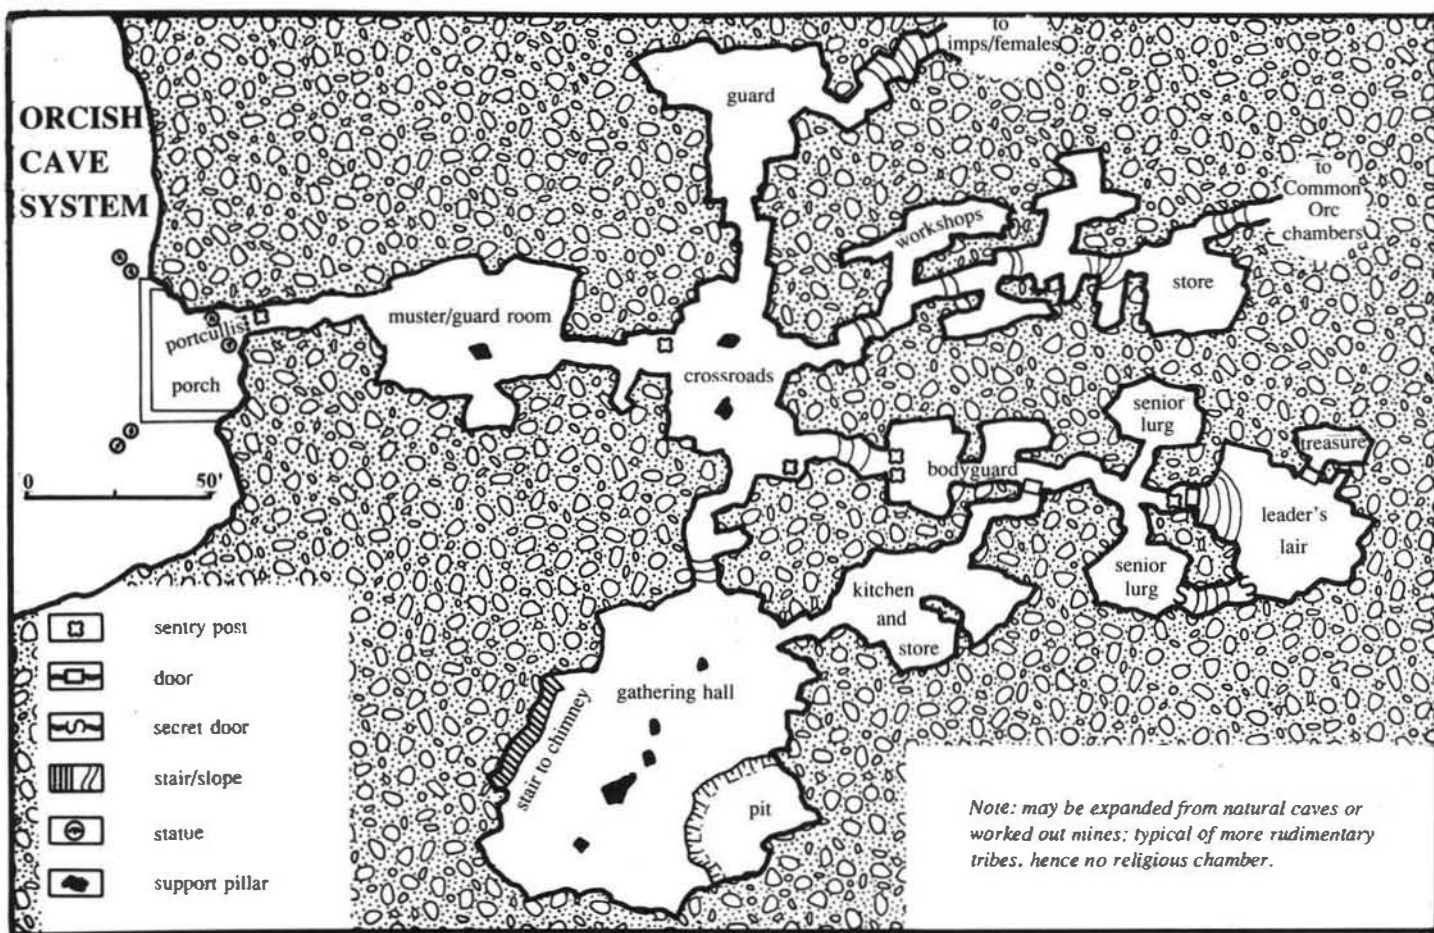 ORCISH
CAVE
SYSTEM
to
imps/females
guard
workshops
to
Common
Orc
chambers
store
muster/guard room
portcullis
porch
crossroads
senior
lurg
treasure
bodyguard
leader's
lair
0 50'
senior
lurg
kitchen
and
store
gathering hall
stair to chimney
pit
sentry post
door
secret door
stair/slope
statue
support pillar
Note: may be expanded from natural caves or
worked out mines; typical of more rudimentary
tribes, hence no religious chamber.